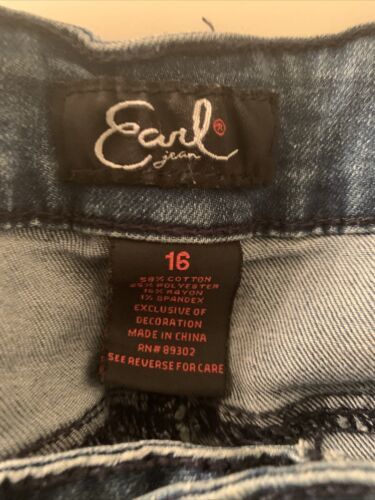 Earl®
jean
16
58% COTTON
25% POLYESTER
16% RAYON
1% SPANDEX
EXCLUSIVE OF
DECORATION
MADE IN CHINA
RN# 89302
SEE REVERSE FOR CARE